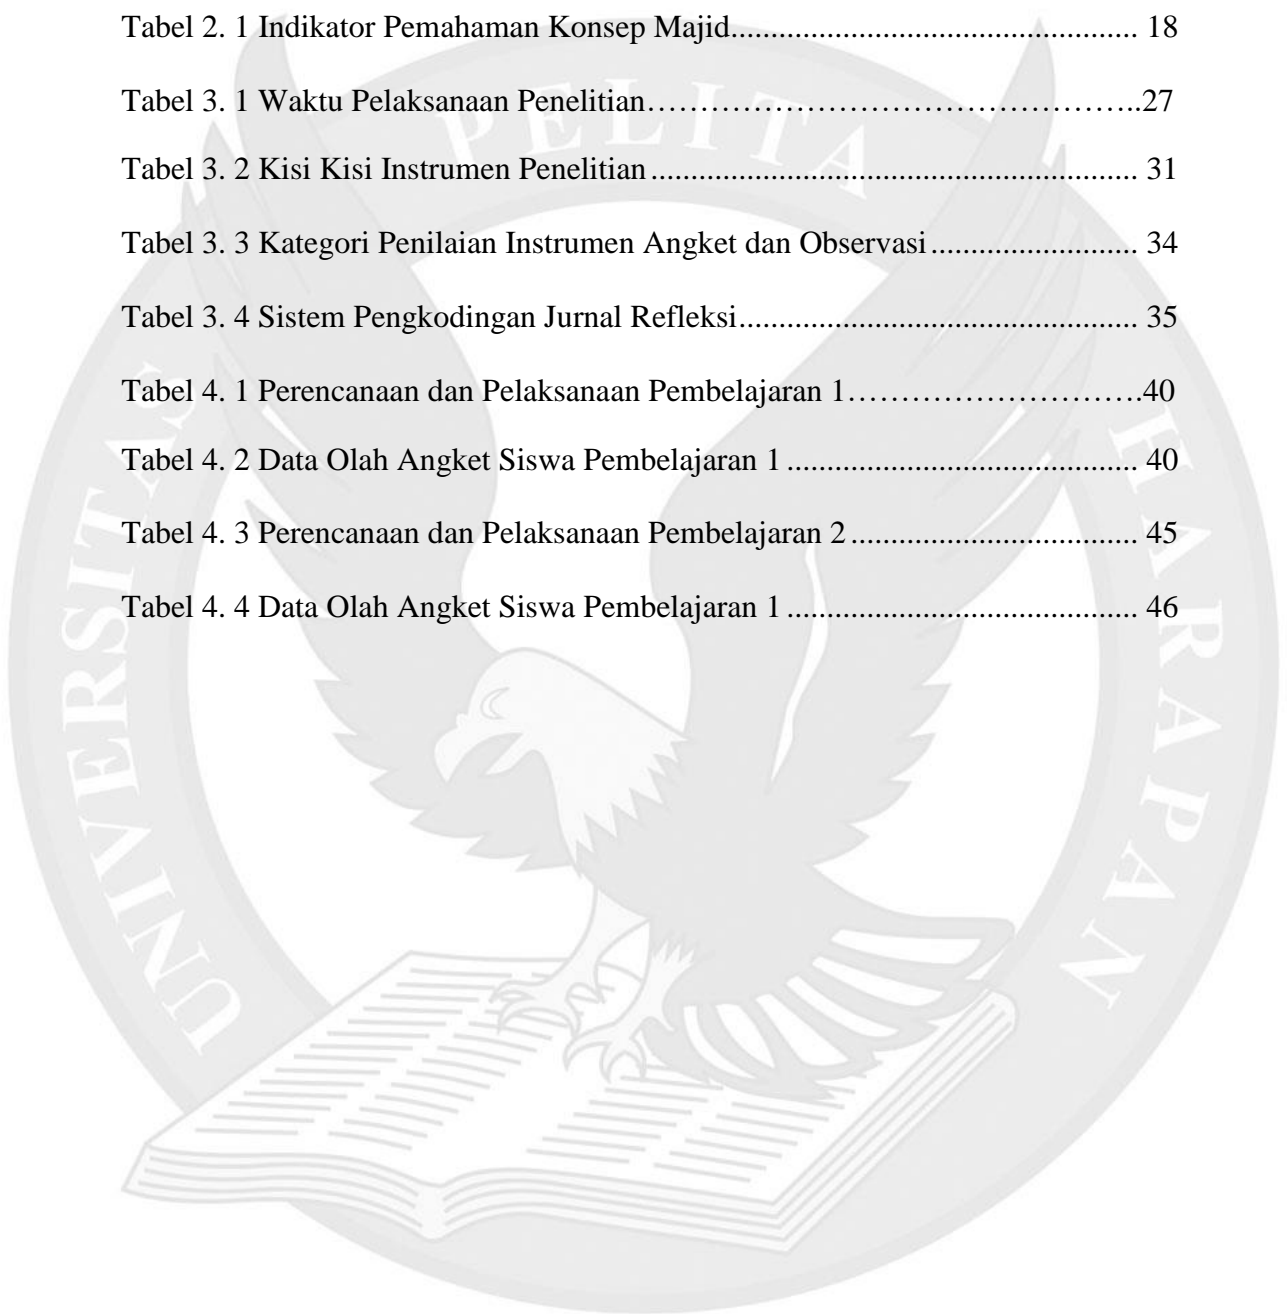 Tabel 2. 1 Indikator Pemahaman Konsep Majid................................................... 18
Tabel 3. 1 Waktu Pelaksanaan Penelitian………………………………………………..27
Tabel 3. 2 Kisi Kisi Instrumen Penelitian ............................................................. 31
Tabel 3. 3 Kategori Penilaian Instrumen Angket dan Observasi .......................... 34
Tabel 3. 4 Sistem Pengkodingan Jurnal Refleksi.................................................. 35
Tabel 4. 1 Perencanaan dan Pelaksanaan Pembelajaran 1……………………….40
Tabel 4. 2 Data Olah Angket Siswa Pembelajaran 1 ............................................ 40
Tabel 4. 3 Perencanaan dan Pelaksanaan Pembelajaran 2 .................................... 45
Tabel 4. 4 Data Olah Angket Siswa Pembelajaran 1 ............................................ 46
UNIVERSITAS PELITA HARAPAN